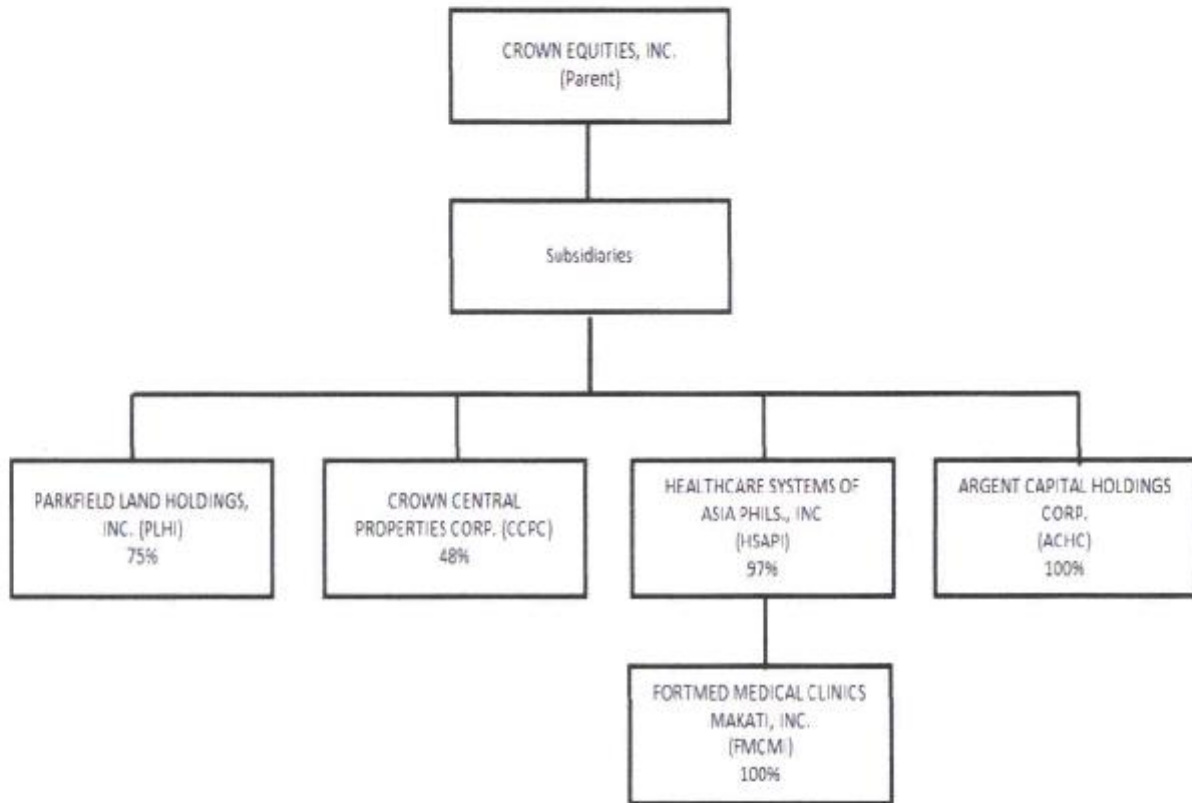 CROWN EQUITIES, INC.
(Parent)
Subsidiaries
PARKFIELD LAND HOLDINGS,
INC. (PLHI)
75%
CROWN CENTRAL
PROPERTIES CORP. (CCPC)
48%
HEALTHCARE SYSTEMS OF
ASIA PHILS., INC
(HSAPI)
97%
ARGENT CAPITAL HOLDINGS
CORP.
(ACHC)
100%
FORTMED MEDICAL CLINICS
MAKATI, INC.
(FMCMI)
100%